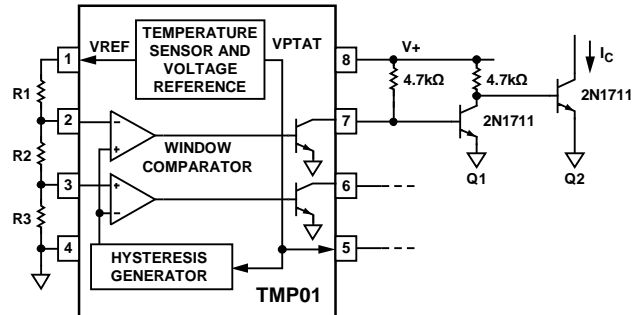 1
VREF
TEMPERATURE
SENSOR AND
VOLTAGE
REFERENCE
VPTAT
8
V+
I_C
R1
4.7kΩ
4.7kΩ
2
7
2N1711
2N1711
R2
WINDOW
COMPARATOR
3
6
Q1
Q2
R3
4
HYSTERESIS
GENERATOR
5
TMP01